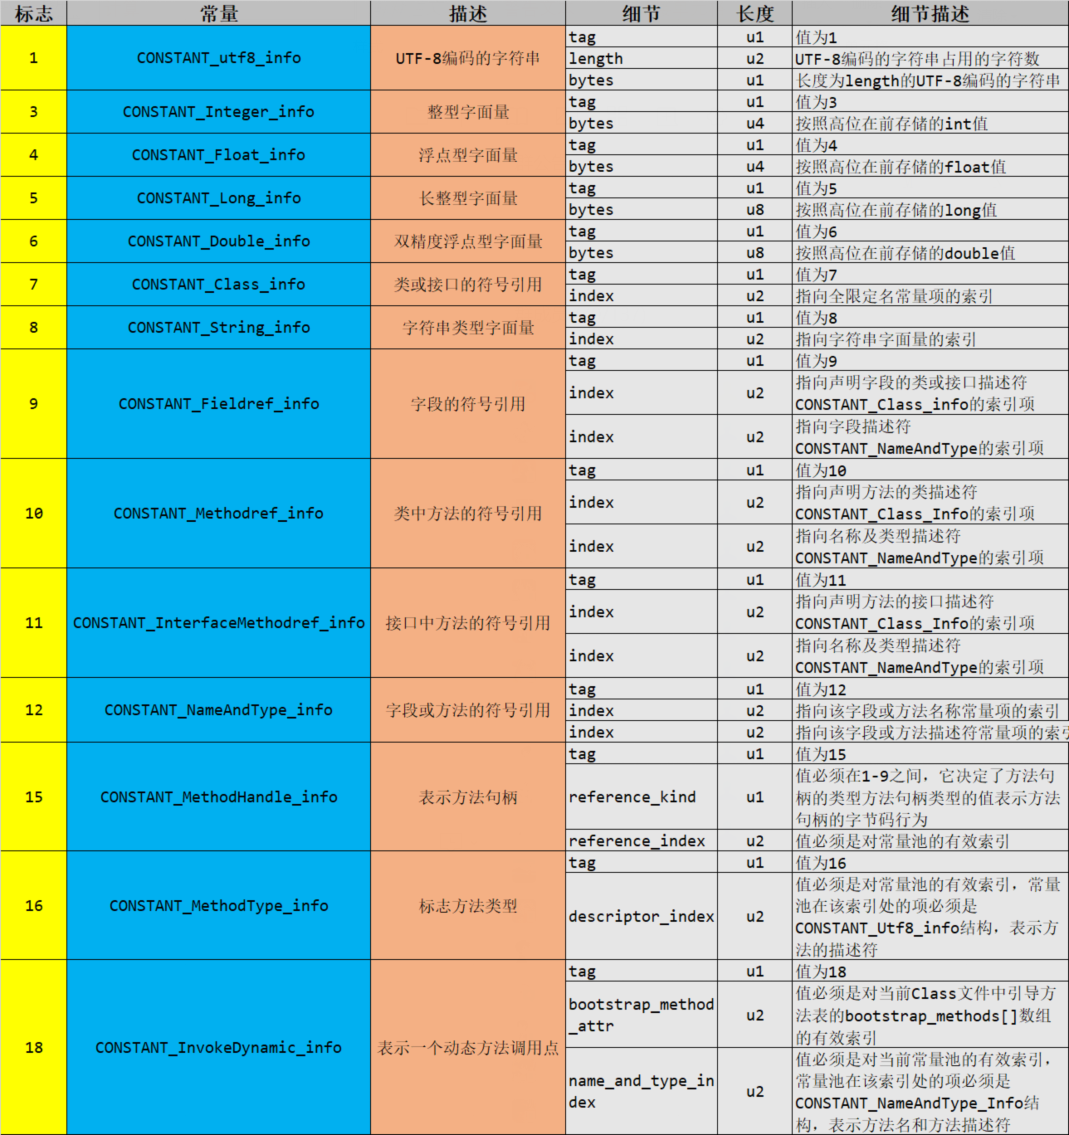 标志 常量 描述 细节 长度 细节描述
1 CONSTANT_utf8_info UTF-8编码的字符串
tag u1 值为1
length u2 UTF-8编码的字符串占用的字符数
bytes u1 长度为length的UTF-8编码的字符串
3 CONSTANT_Integer_info 整型字面量
tag u1 值为3
bytes u4 按照高位在前存储的int值
4 CONSTANT_Float_info 浮点型字面量
tag u1 值为4
bytes u4 按照高位在前存储的float值
5 CONSTANT_Long_info 长整型字面量
tag u1 值为5
bytes u8 按照高位在前存储的long值
6 CONSTANT_Double_info 双精度浮点型字面量
tag u1 值为6
bytes u8 按照高位在前存储的double值
7 CONSTANT_Class_info 类或接口的符号引用
tag u1 值为7
index u2 指向全限定名常量项的索引
8 CONSTANT_String_info 字符串类型字面量
tag u1 值为8
index u2 指向字符串字面量的索引
9 CONSTANT_Fieldref_info 字段的符号引用
tag u1 值为9
index u2 指向声明字段的类或接口描述符
CONSTANT_Class_info的索引项
index u2 指向字段描述符
CONSTANT_NameAndType的索引项
10 CONSTANT_Methodref_info 类中方法的符号引用
tag u1 值为10
index u2 指向声明方法的类描述符
CONSTANT_Class_Info的索引项
index u2 指向名称及类型描述符
CONSTANT_NameAndType的索引项
11 CONSTANT_InterfaceMethodref_info 接口中方法的符号引用
tag u1 值为11
index u2 指向声明方法的接口描述符
CONSTANT_Class_Info的索引项
index u2 指向名称及类型描述符
CONSTANT_NameAndType的索引项
12 CONSTANT_NameAndType_info 字段或方法的符号引用
tag u1 值为12
index u2 指向该字段或方法名称常量项的索引
index u2 指向该字段或方法描述符常量项的索
15 CONSTANT_MethodHandle_info 表示方法句柄
tag u1 值为15
reference_kind u1 值必须在1-9之间，它决定了方法句
柄的类型方法句柄类型的值表示方法
句柄的字节码行为
reference_index u2 值必须是对常量池的有效索引
16 CONSTANT_MethodType_info 标志方法类型
tag u1 值为16
descriptor_index u2 值必须是对常量池的有效索引，常量
池在该索引处的项必须是
CONSTANT_Utf8_info结构，表示方
法的描述符
18 CONSTANT_InvokeDynamic_info 表示一个动态方法调用点
tag u1 值为18
bootstrap_method
_attr
u2 值必须是对当前Class文件中引导方
法表的bootstrap_methods[]数组
的有效索引
name_and_type_in
dex
u2 值必须是对当前常量池的有效索引，
常量池在该索引处的项必须是
CONSTANT_NameAndType_Info结
构，表示方法名和方法描述符